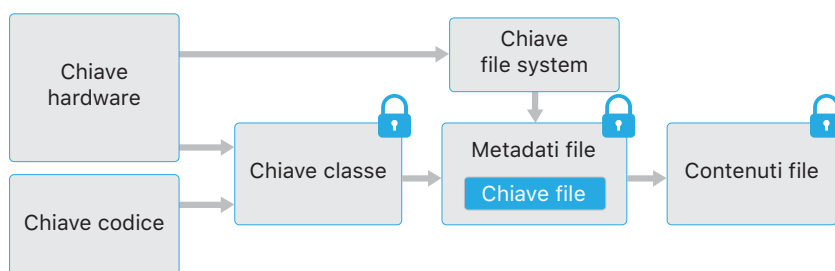 Chiave
hardware
Chiave
file system
Chiave classe
Metadati file
Chiave file
Contenuti file
Chiave codice